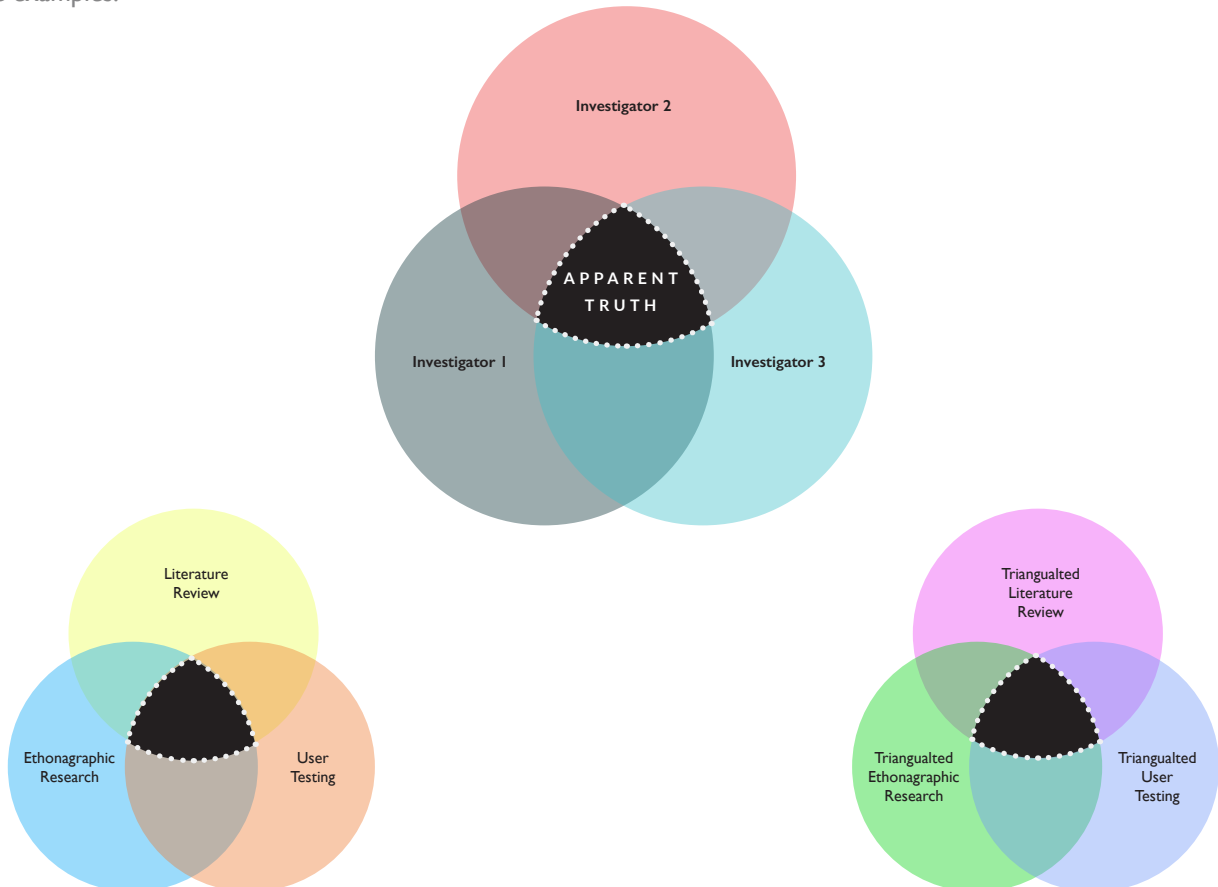 examples.
Investigator 2
APPARENT
TRUTH
Investigator 1
Investigator 3
Literature
Review
Ethonagraphic
Research
User
Testing
Triangualted
Literature
Review
Triangualted
Ethonagraphic
Research
Triangualted
User
Testing